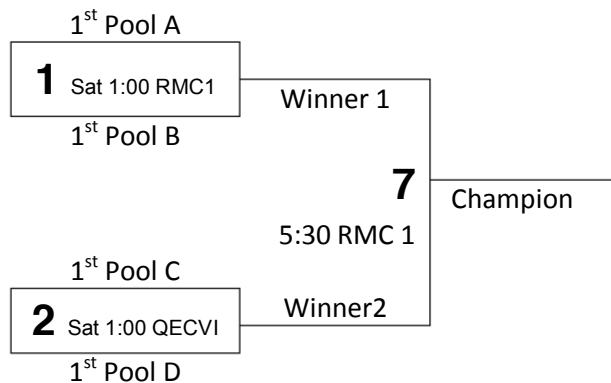 1st Pool A
1 Sat 1:00 RMC1
1st Pool B
Winner 1
7
Champion
5:30 RMC 1
1st Pool C
2 Sat 1:00 QECVI
1st Pool D
Winner2